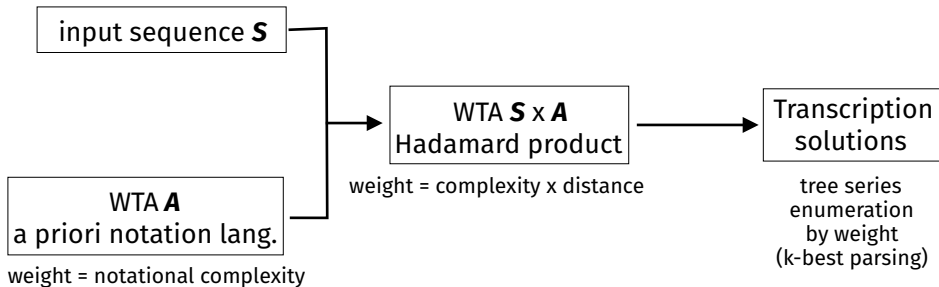 input sequence S
WTA A
a priori notation lang.
weight = notational complexity
WTA S x A
Hadamard product
weight = complexity x distance
Transcription
solutions
tree series
enumeration
by weight
(k-best parsing)